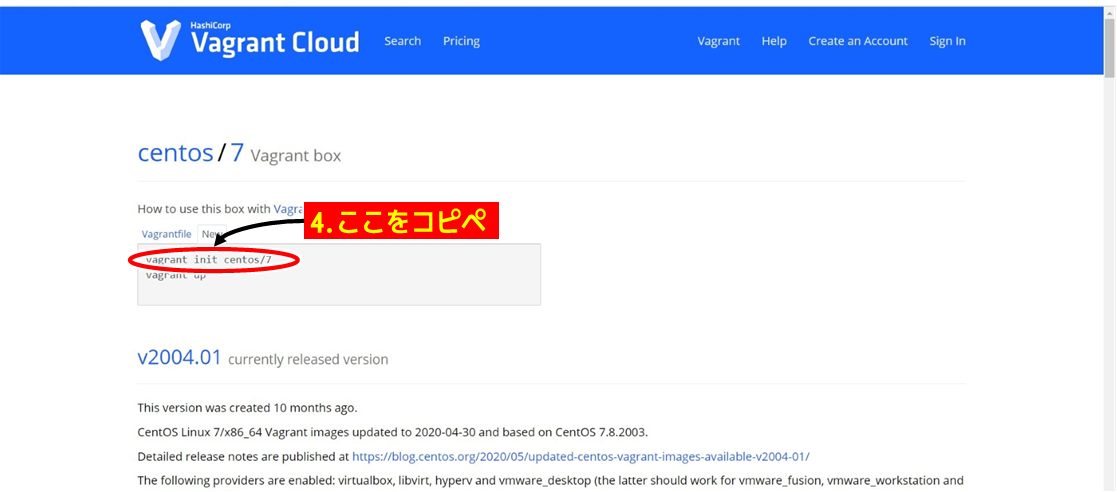 HashiCorp
Vagrant Cloud Search Pricing Vagrant Help Create an Account Sign In
centos / 7 Vagrant box
How to use this box with
4.ここをコピペ
Vagrantfile
vagrant init centos/7
vagrant up
v2004.01 currently released version
This version was created 10 months ago.
CentOS Linux 7/x86_64 Vagrant images updated to 2020-04-30 and based on CentOS 7.8.2003.
Detailed release notes are published at https://blog.centos.org/2020/05/updated-centos-vagrant-images-available-v2004-01/
The following providers are enabled: virtualbox, libvirt, hyperv and vmware_desktop (the latter should work for vmware_fusion, vmware_workstation and